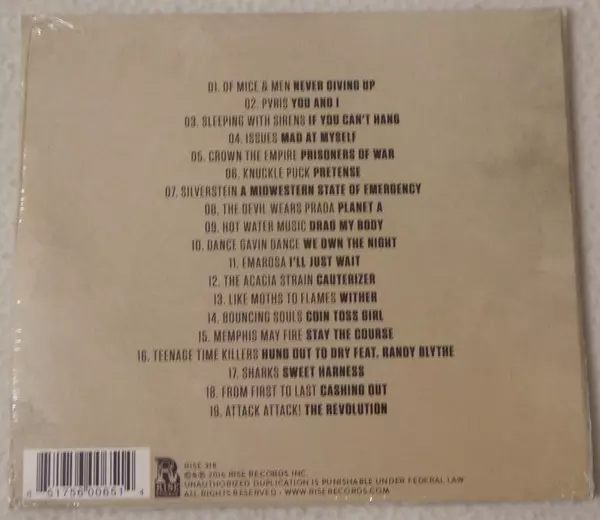 01. OF MICE & MEN NEVER GIVING UP
02. PVRIS YOU AND I
03. SLEEPING WITH SIRENS IF YOU CAN'T HANG
04. ISSUES MAD AT MYSELF
05. CROWN THE EMPIRE PRISONERS OF WAR
06. KNUCKLE PUCK PRETENSE
07. SILVERSTEIN A MIDWESTERN STATE OF EMERGENCY
08. THE DEVIL WEARS PRADA PLANET A
09. HOT WATER MUSIC DRAG MY BODY
10. DANCE GAVIN DANCE WE OWN THE NIGHT
11. EMAROSA I'LL JUST WAIT
12. THE ACACIA STRAIN CAUTERIZER
13. LIKE MOTHS TO FLAMES WITHER
14. BOUNCING SOULS COIN TOSS GIRL
15. MEMPHIS MAY FIRE STAY THE COURSE
16. TEENAGE TIME KILLERS HUNG OUT TO DRY FEAT. RANDY BLYTHE
17. SHARKS SWEET HARNESS
18. FROM FIRST TO LAST CASHING OUT
19. ATTACK ATTACK! THE REVOLUTION
8 51756 00651 4
R
RISE
RISE 318
©&℗ 2016 RISE RECORDS INC.
UNAUTHORIZED DUPLICATION IS PUNISHABLE UNDER FEDERAL LAW
ALL RIGHTS RESERVED • WWW.RISERECORDS.COM